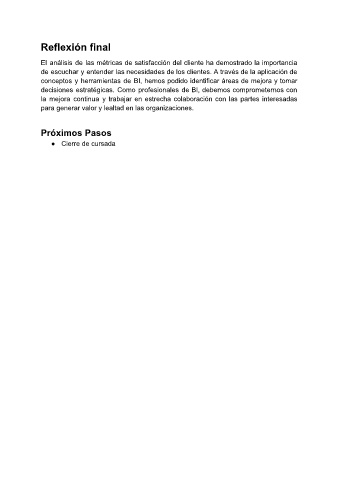 Reflexión final
El análisis de las métricas de satisfacción del cliente ha demostrado la importancia
de escuchar y entender las necesidades de los clientes. A través de la aplicación de
conceptos y herramientas de BI, hemos podido identificar áreas de mejora y tomar
decisiones estratégicas. Como profesionales de BI, debemos comprometernos con
la mejora continua y trabajar en estrecha colaboración con las partes interesadas
para generar valor y lealtad en las organizaciones.
Próximos Pasos
● Cierre de cursada